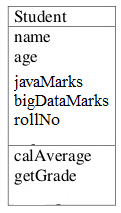 Student
name
age
javaMarks
bigDataMarks
rollNo
calAverage
getGrade